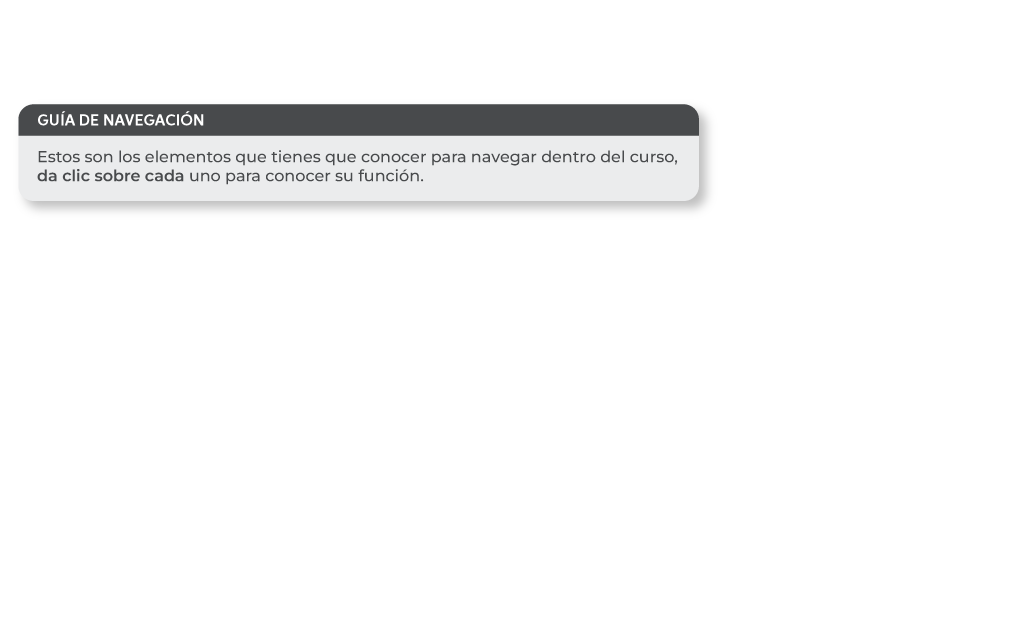 GUÍA DE NAVEGACIÓN
Estos son los elementos que tienes que conocer para navegar dentro del curso,
da clic sobre cada uno para conocer su función.